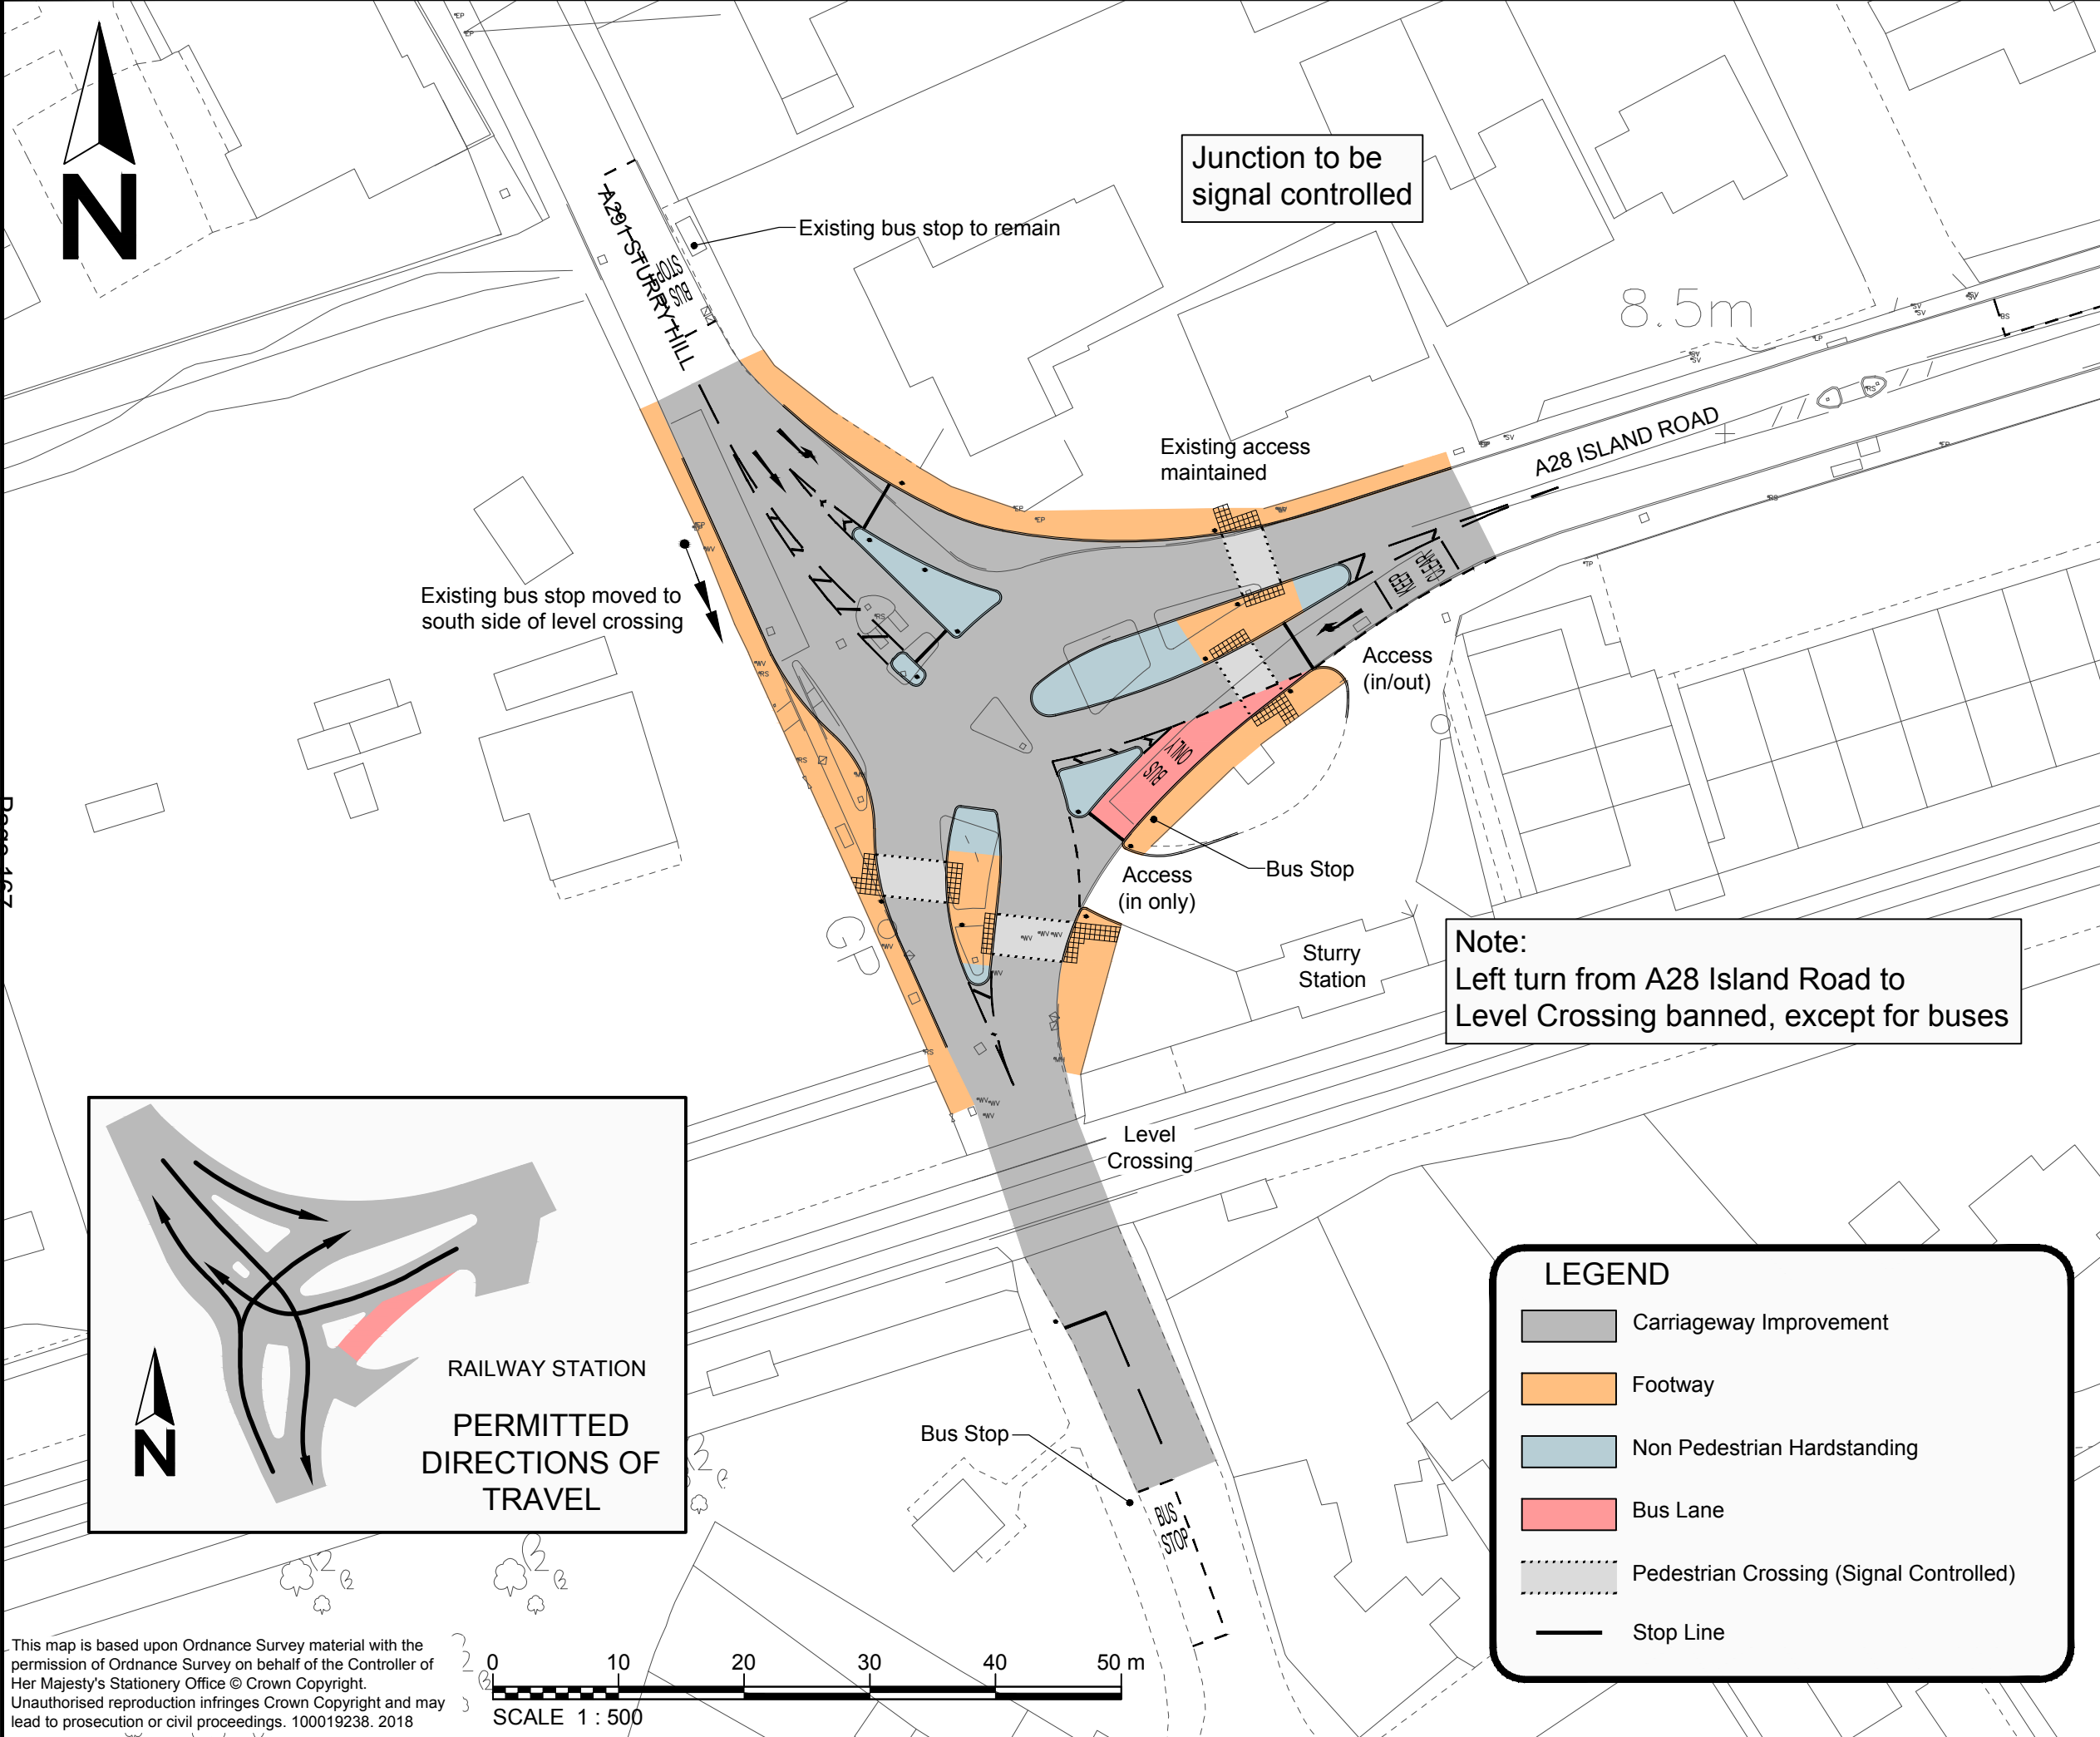 N
Junction to be
signal controlled
Existing bus stop to remain
A291 STURRY HILL
BUS
STOP
8.5m
A28 ISLAND ROAD
Existing access
maintained
KEEP
CLEAR
Existing bus stop moved to
south side of level crossing
Access
(in/out)
BUS
ONLY
Bus Stop
Access
(in only)
GP
Sturry
Station
Note:
Left turn from A28 Island Road to
Level Crossing banned, except for buses
Page 167
Level
Crossing
RAILWAY STATION
PERMITTED
DIRECTIONS OF
TRAVEL
N
Bus Stop
BUS
STOP
LEGEND
Carriageway Improvement
Footway
Non Pedestrian Hardstanding
Bus Lane
Pedestrian Crossing (Signal Controlled)
Stop Line
This map is based upon Ordnance Survey material with the
permission of Ordnance Survey on behalf of the Controller of
Her Majesty's Stationery Office © Crown Copyright.
Unauthorised reproduction infringes Crown Copyright and may
lead to prosecution or civil proceedings. 100019238. 2018
0 10 20 30 40 50 m
SCALE 1 : 500